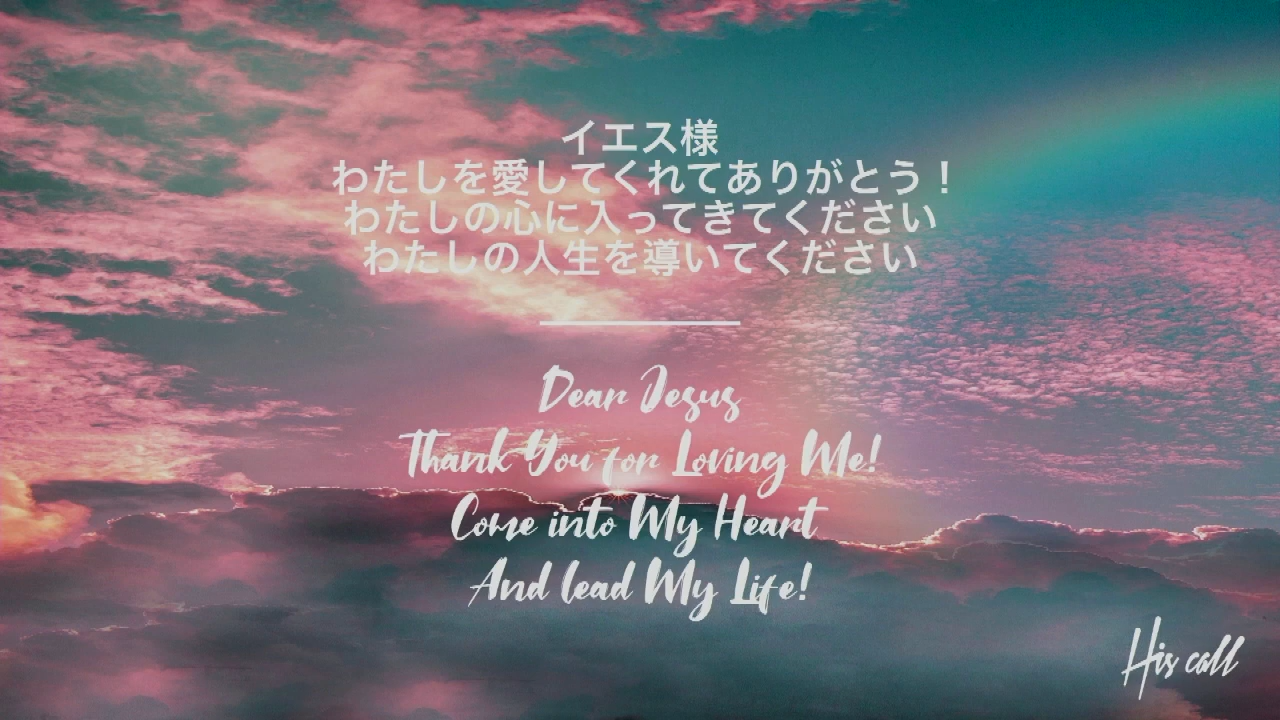 イエス様
わたしを愛してくれてありがとう！
わたしの心に入ってきてください
わたしの人生を導いてください
Dear Jesus
Thank You for Loving Me!
Come into My Heart
And lead My Life!
His call